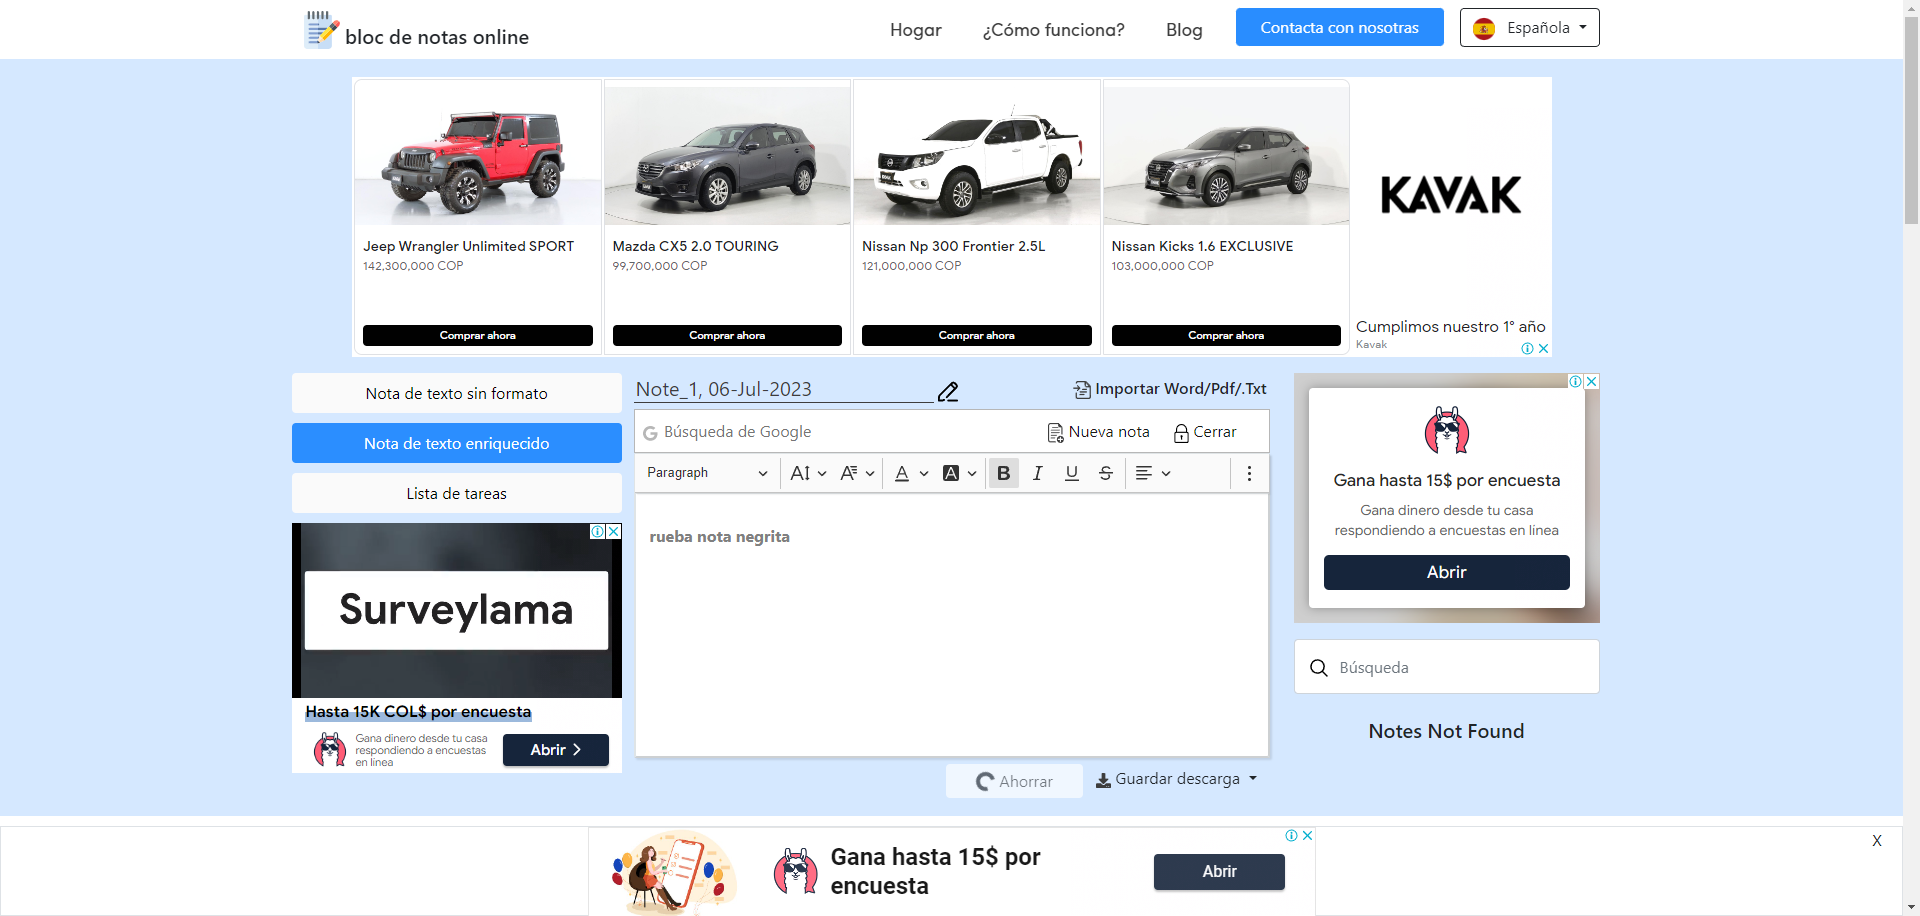 bloc de notas online
Hogar
¿Cómo funciona?
Blog
Contacta con nosotras
Española
Jeep Wrangler Unlimited SPORT
142,300,000 COP
Comprar ahora
Mazda CX5 2.0 TOURING
99,700,000 COP
Comprar ahora
Nissan Np 300 Frontier 2.5L
121,000,000 COP
Comprar ahora
Nissan Kicks 1.6 EXCLUSIVE
103,000,000 COP
Comprar ahora
KAVAK
Cumplimos nuestro 1° año
Kavak
Nota de texto sin formato
Nota de texto enriquecido
Lista de tareas
Surveylama
Hasta 15K COL$ por encuesta
Gana dinero desde tu casa
respondiendo a encuestas
en línea
Abrir
Note_1, 06-Jul-2023
Importar Word/Pdf/.Txt
Búsqueda de Google
Nueva nota
Cerrar
Paragraph
B I U S
rueba nota negrita
Ahorrar
Guardar descarga
Gana hasta 15$ por encuesta
Gana dinero desde tu casa
respondiendo a encuestas en línea
Abrir
Búsqueda
Notes Not Found
Gana hasta 15$ por
encuesta
Abrir
X